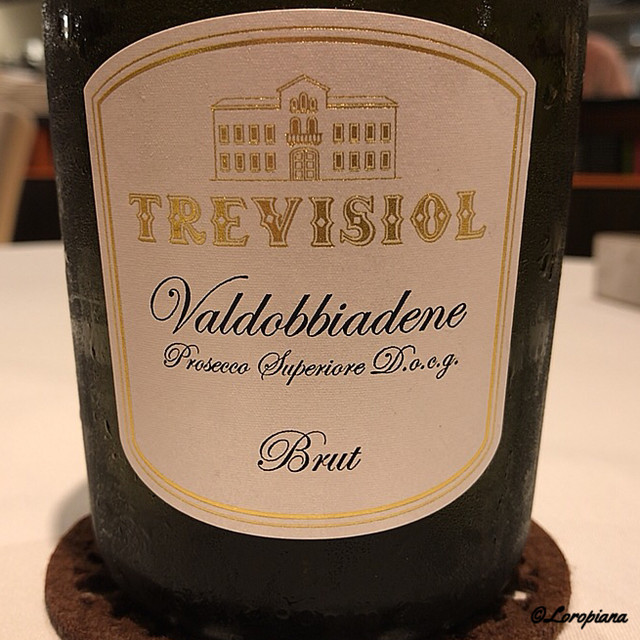 TREVISIOL
Valdobbiadene
Prosecco Superiore D.o.c.g.
Brut
©Loropiana